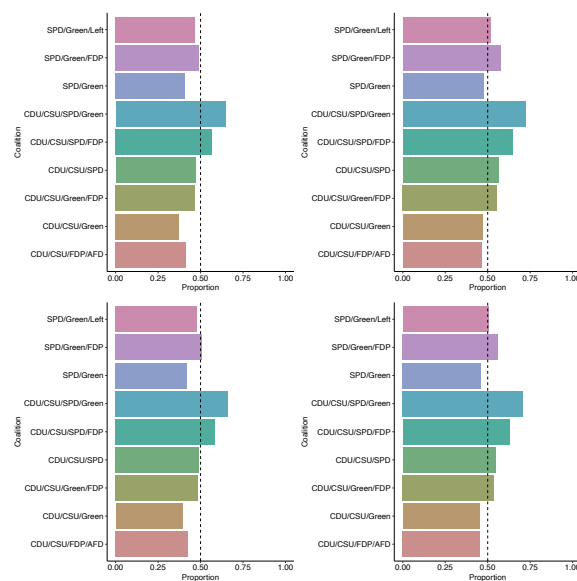 SPD/Green/Left
SPD/Green/FDP
SPD/Green
CDU/CSU/SPD/Green
CDU/CSU/SPD/FDP
CDU/CSU/SPD
CDU/CSU/Green/FDP
CDU/CSU/Green
CDU/CSU/FDP/AFD
Coalition
0.00 0.25 0.50 0.75 1.00
Proportion
SPD/Green/Left
SPD/Green/FDP
SPD/Green
CDU/CSU/SPD/Green
CDU/CSU/SPD/FDP
CDU/CSU/SPD
CDU/CSU/Green/FDP
CDU/CSU/Green
CDU/CSU/FDP/AFD
Coalition
0.00 0.25 0.50 0.75 1.00
Proportion
SPD/Green/Left
SPD/Green/FDP
SPD/Green
CDU/CSU/SPD/Green
CDU/CSU/SPD/FDP
CDU/CSU/SPD
CDU/CSU/Green/FDP
CDU/CSU/Green
CDU/CSU/FDP/AFD
Coalition
0.00 0.25 0.50 0.75 1.00
Proportion
SPD/Green/Left
SPD/Green/FDP
SPD/Green
CDU/CSU/SPD/Green
CDU/CSU/SPD/FDP
CDU/CSU/SPD
CDU/CSU/Green/FDP
CDU/CSU/Green
CDU/CSU/FDP/AFD
Coalition
0.00 0.25 0.50 0.75 1.00
Proportion